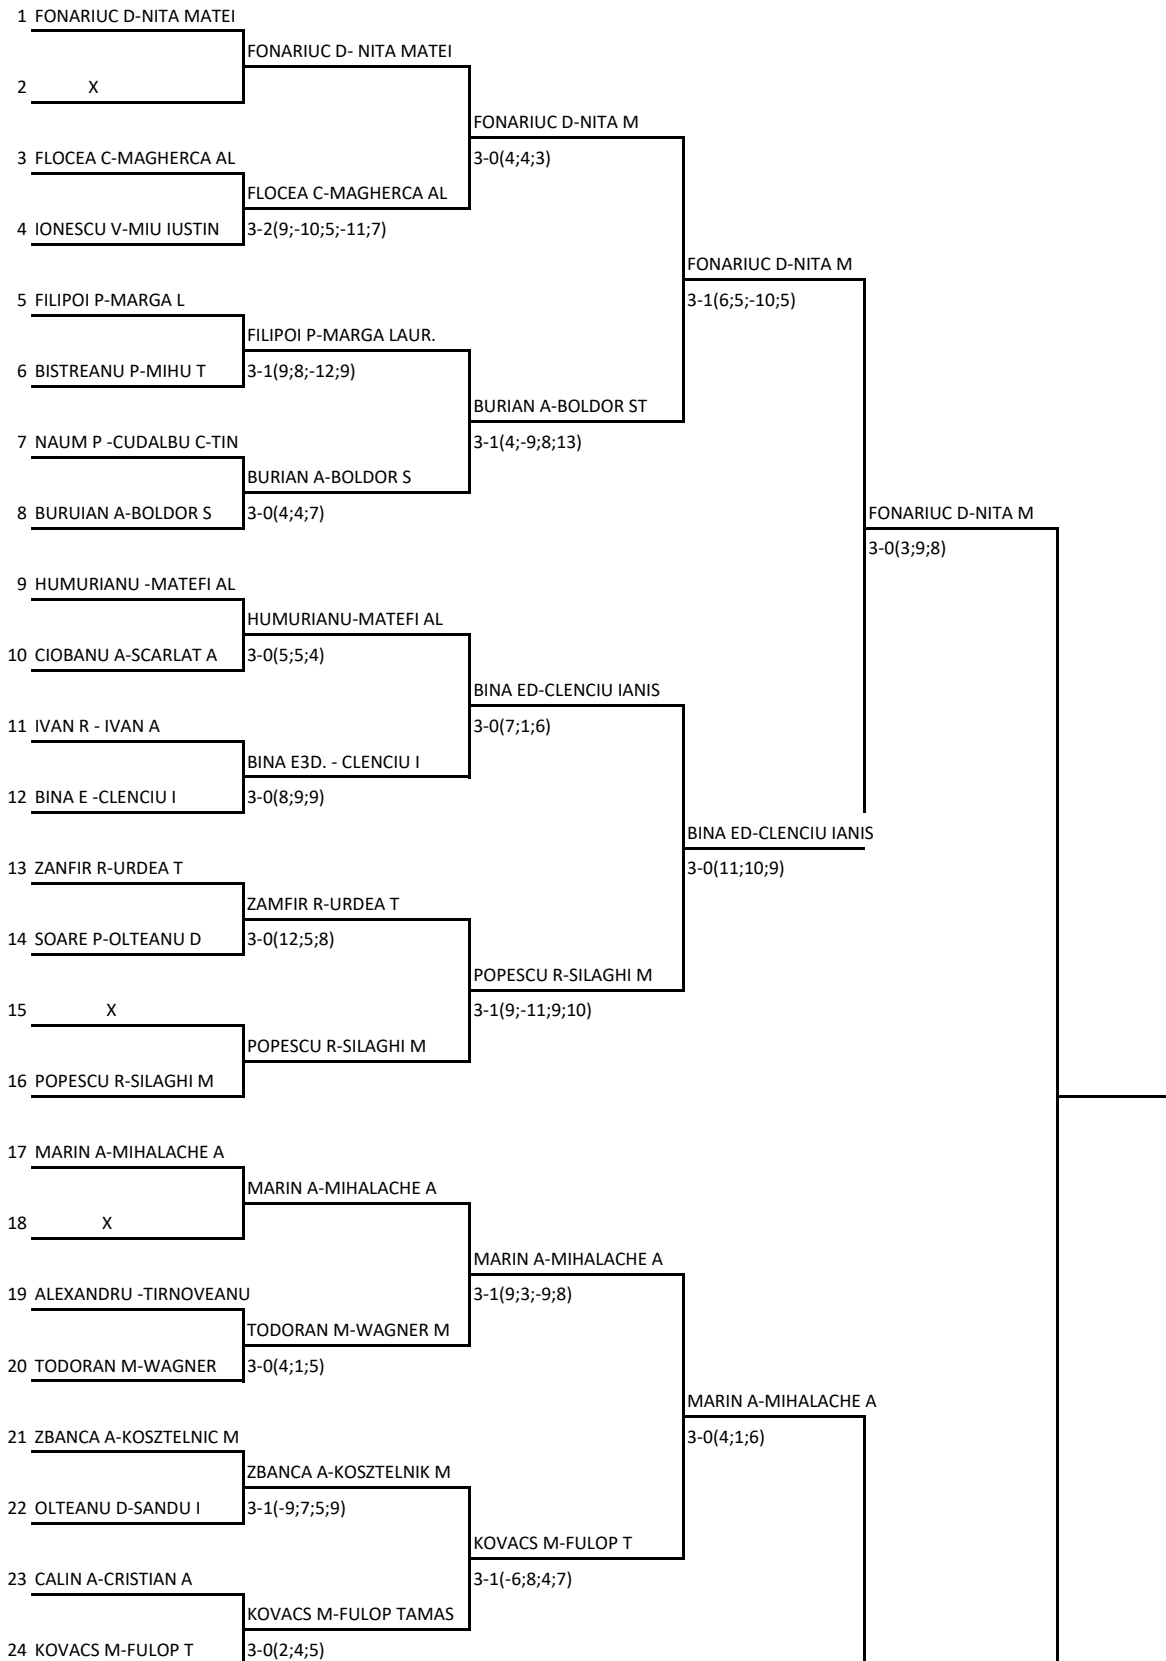 1 FONARIUC D-NITA MATEI
FONARIUC D- NITA MATEI
2 X
FONARIUC D-NITA M
3 FLOCEA C-MAGHERCA AL
3-0(4;4;3)
FLOCEA C-MAGHERCA AL
4 IONESCU V-MIU IUSTIN
3-2(9;-10;5;-11;7)
FONARIUC D-NITA M
5 FILIPOI P-MARGA L
3-1(6;5;-10;5)
FILIPOI P-MARGA LAUR.
6 BISTREANU P-MIHU T
3-1(9;8;-12;9)
BURIAN A-BOLDOR ST
7 NAUM P -CUDALBU C-TIN
3-1(4;-9;8;13)
BURIAN A-BOLDOR S
8 BURUIAN A-BOLDOR S
3-0(4;4;7)
FONARIUC D-NITA M
3-0(3;9;8)
9 HUMURIANU -MATEFI AL
HUMURIANU-MATEFI AL
10 CIOBANU A-SCARLAT A
3-0(5;5;4)
BINA ED-CLENCIU IANIS
11 IVAN R - IVAN A
3-0(7;1;6)
BINA E3D. - CLENCIU I
12 BINA E -CLENCIU I
3-0(8;9;9)
BINA ED-CLENCIU IANIS
13 ZANFIR R-URDEA T
3-0(11;10;9)
ZAMFIR R-URDEA T
14 SOARE P-OLTEANU D
3-0(12;5;8)
POPESCU R-SILAGHI M
15 X
3-1(9;-11;9;10)
POPESCU R-SILAGHI M
16 POPESCU R-SILAGHI M
17 MARIN A-MIHALACHE A
MARIN A-MIHALACHE A
18 X
MARIN A-MIHALACHE A
19 ALEXANDRU -TIRNOVEANU
3-1(9;3;-9;8)
TODORAN M-WAGNER M
20 TODORAN M-WAGNER
3-0(4;1;5)
MARIN A-MIHALACHE A
21 ZBANCA A-KOSZTELNIC M
3-0(4;1;6)
ZBANCA A-KOSZTELNIK M
22 OLTEANU D-SANDU I
3-1(-9;7;5;9)
KOVACS M-FULOP T
23 CALIN A-CRISTIAN A
3-1(-6;8;4;7)
KOVACS M-FULOP TAMAS
24 KOVACS M-FULOP T
3-0(2;4;5)